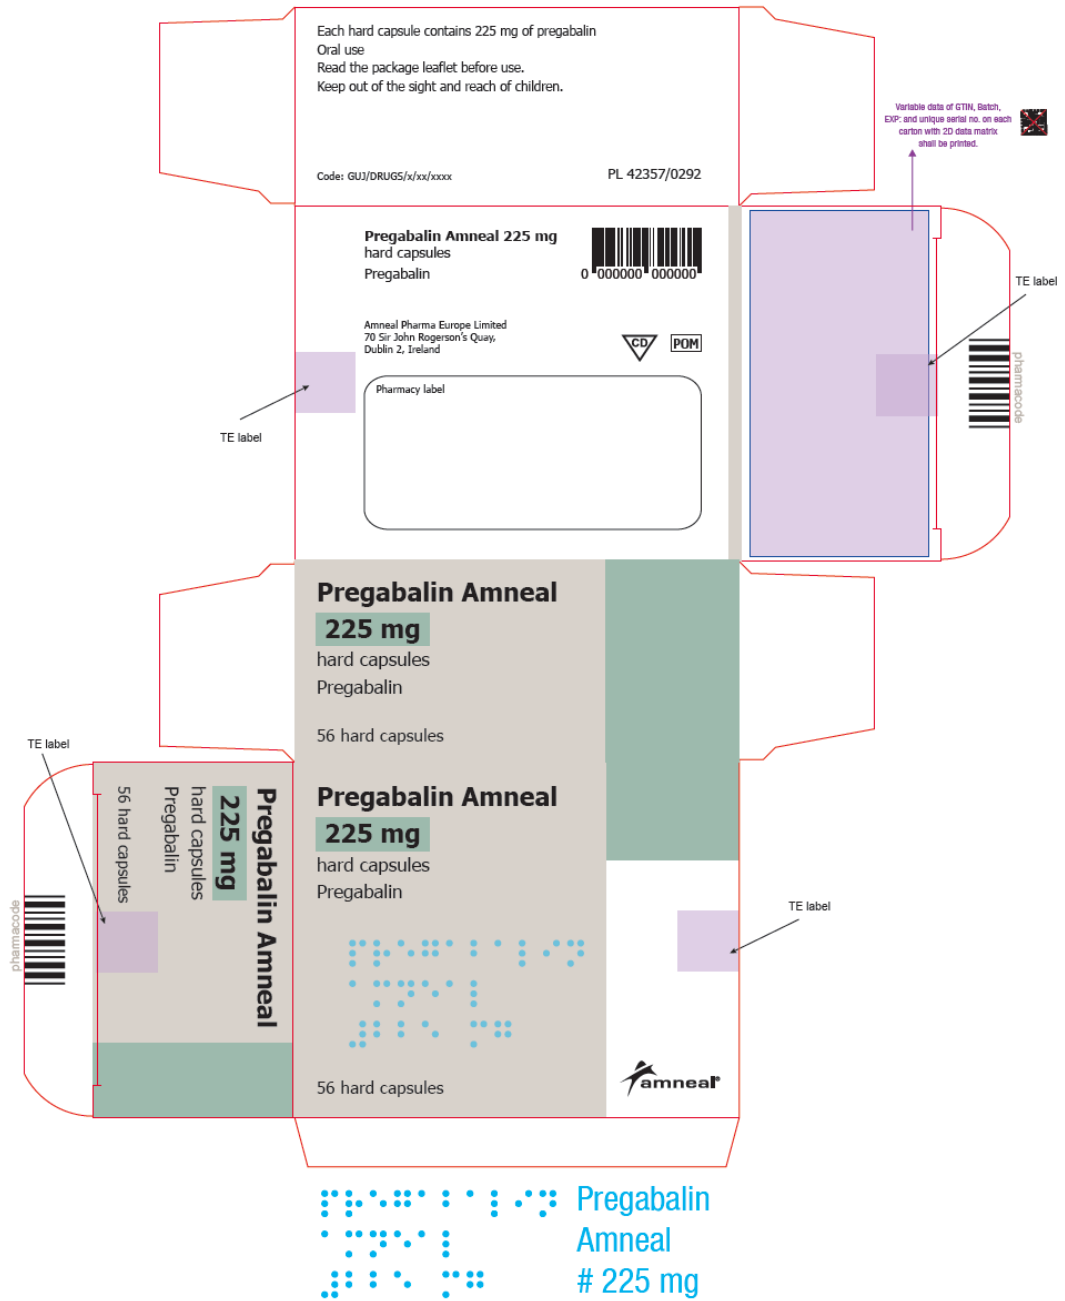 Each hard capsule contains 225 mg of pregabalin
Oral use
Read the package leaflet before use.
Keep out of the sight and reach of children.
Code: GUJ/DRUGS/x/xx/xxxx
PL 42357/0292
Variable data of GTIN, Batch,
EXP: and unique serial no. on each
carton with 2D data matrix
shall be printed.
Pregabalin Amneal 225 mg
hard capsules
Pregabalin
0 000000 000000
Amneal Pharma Europe Limited
70 Sir John Rogerson's Quay,
Dublin 2, Ireland
CD
POM
Pharmacy label
TE label
TE label
pharmacode
Pregabalin Amneal
225 mg
hard capsules
Pregabalin
56 hard capsules
TE label
Pregabalin Amneal
225 mg
hard capsules
Pregabalin
56 hard capsules
pharmacode
Pregabalin Amneal
225 mg
hard capsules
Pregabalin
56 hard capsules
TE label
amneal®
Pregabalin
Amneal
# 225 mg